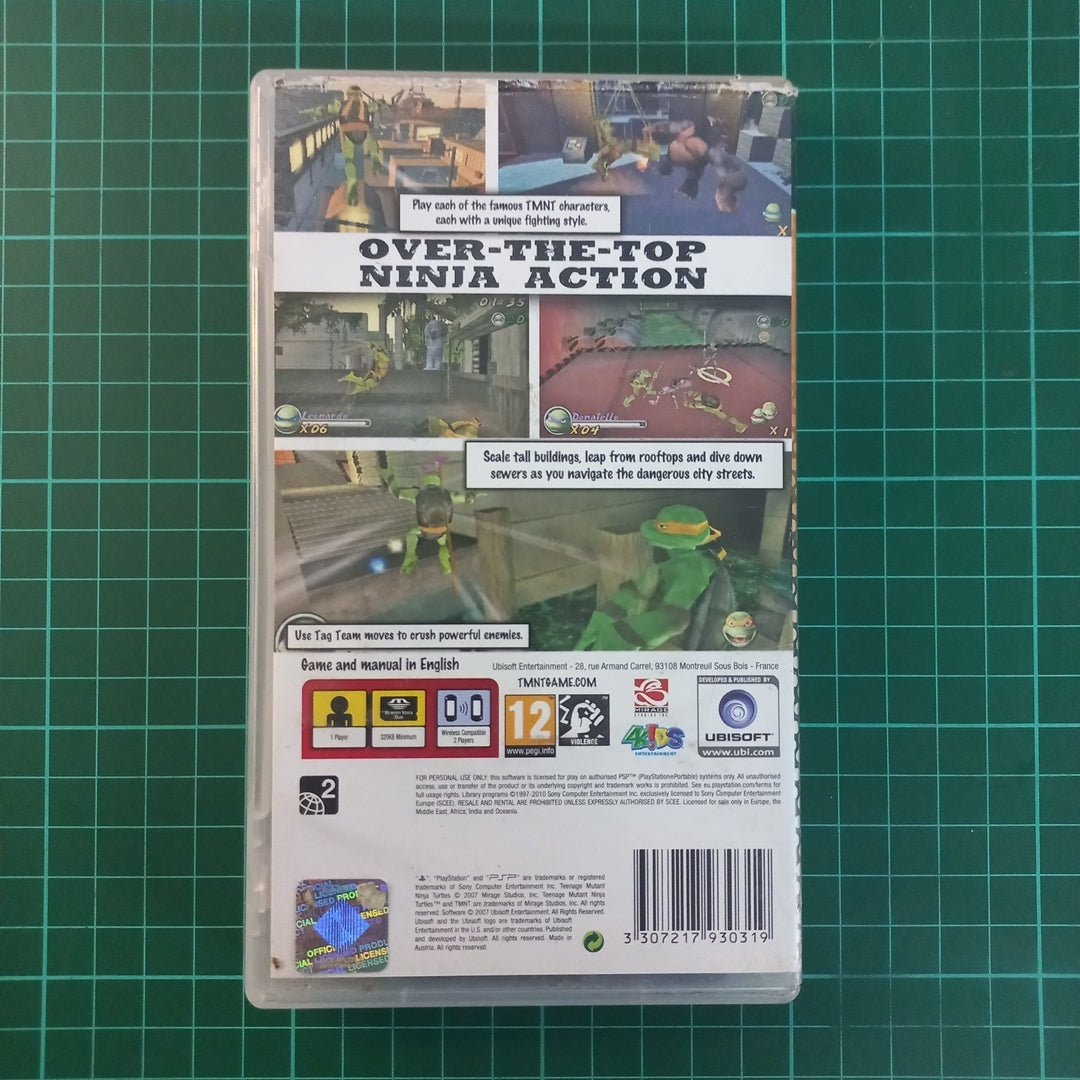 Play each of the famous TMNT characters,
each with a unique fighting style.
X
OVER-THE-TOP
NINJA ACTION
01:35
Leonardo
X06
Donatello
X04
X1
Scale tall buildings, leap from rooftops and dive down
sewers as you navigate the dangerous city streets.
Use Tag Team moves to crush powerful enemies.
Game and manual in English
Ubisoft Entertainment - 28, rue Armand Carrel, 93108 Montreuil Sous Bois - France
TMNTGAME.COM
1 Player
MEMORY STICK
DUO
320KB Minimum
Wireless Compatible
2 Players
12
www.pegi.info
VIOLENCE
MIRAGE
STUDIOS INC
4KIDS
ENTERTAINMENT
DEVELOPED & PUBLISHED BY
UBISOFT
www.ubi.com
2
FOR PERSONAL USE ONLY: this software is licensed for play on authorised PSP™ (PlayStation®Portable) systems only. All unauthorised
access, use or transfer of the product or its underlying copyright and trademark works is prohibited. See eu.playstation.com/terms for
full usage rights. Library programs ©1997-2010 Sony Computer Entertainment Inc. exclusively licensed to Sony Computer Entertainment
Europe (SCEE). RESALE AND RENTAL ARE PROHIBITED UNLESS EXPRESSLY AUTHORISED BY SCEE. Licensed for sale only in Europe, the
Middle East, Africa, India and Oceania.
", "PlayStation" and "PSP" are trademarks or registered
trademarks of Sony Computer Entertainment Inc. Teenage Mutant
Ninja Turtles © 2007 Mirage Studios, Inc. Teenage Mutant Ninja
Turtles™ and TMNT are trademarks of Mirage Studios, Inc. All rights
reserved. Software © 2007 Ubisoft Entertainment. All Rights Reserved.
Ubisoft and the Ubisoft logo are trademarks of Ubisoft
Entertainment in the U.S. and/or other countries. Published
and developed by Ubisoft. All rights reserved. Made in
Austria. All rights reserved.
OFFICIAL
LICENSED
3 307217 930319